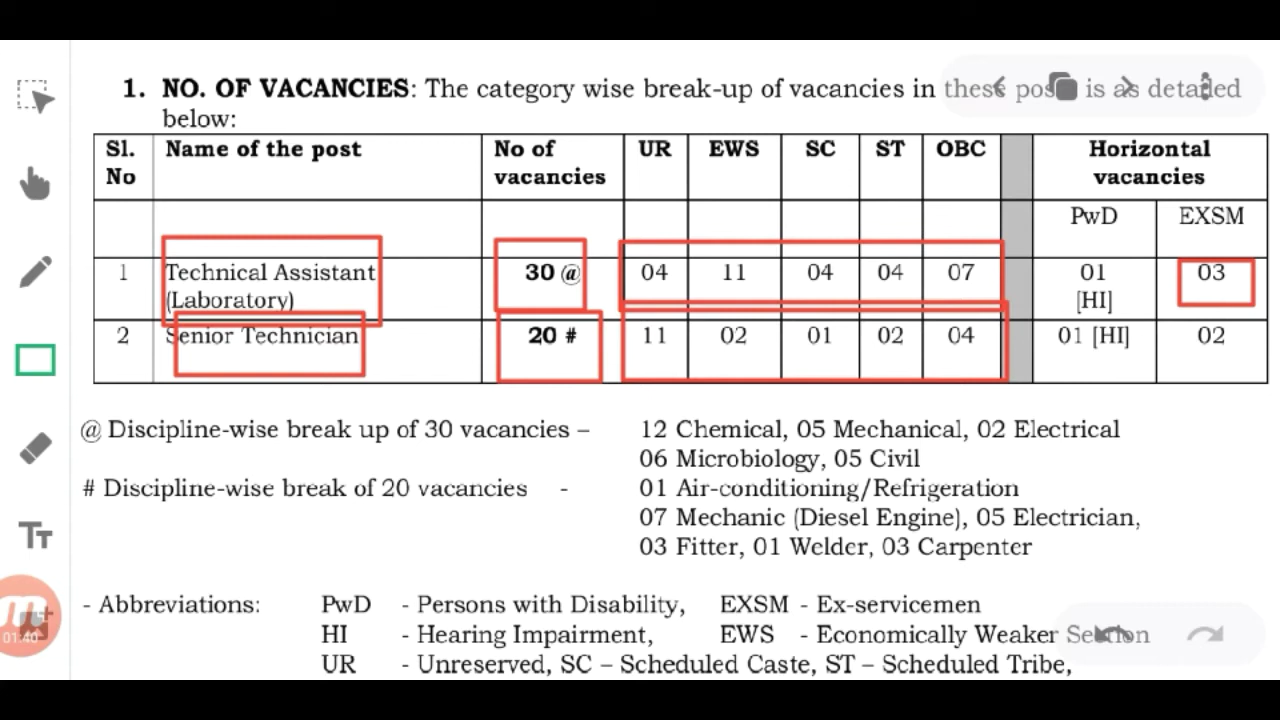 1. NO. OF VACANCIES: The category wise break-up of vacancies in these post is as detailed
below:
Sl. No Name of the post No of vacancies UR EWS SC ST OBC Horizontal vacancies
PwD EXSM
1 Technical Assistant (Laboratory) 30 @ 04 11 04 04 07 01 [HI] 03
2 Senior Technician 20 # 11 02 01 02 04 01 [HI] 02
@ Discipline-wise break up of 30 vacancies – 12 Chemical, 05 Mechanical, 02 Electrical
06 Microbiology, 05 Civil
# Discipline-wise break of 20 vacancies - 01 Air-conditioning/Refrigeration
07 Mechanic (Diesel Engine), 05 Electrician,
03 Fitter, 01 Welder, 03 Carpenter
- Abbreviations: PwD - Persons with Disability, EXSM - Ex-servicemen
HI - Hearing Impairment, EWS - Economically Weaker Section
UR - Unreserved, SC – Scheduled Caste, ST – Scheduled Tribe,
TT
01:40